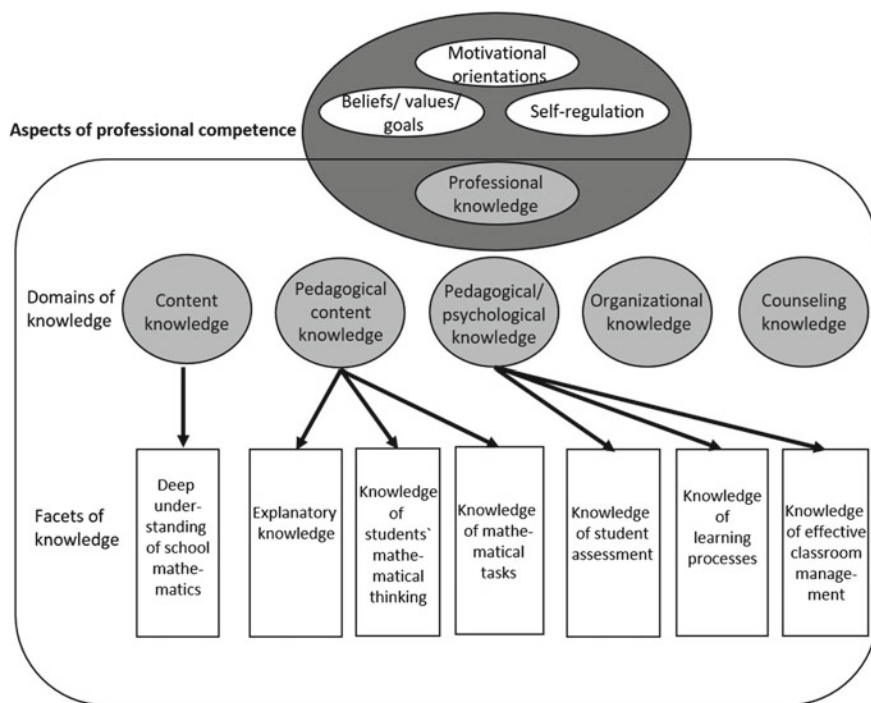 Motivational
orientations
Beliefs/ values/
goals
Self-regulation
Aspects of professional competence
Professional
knowledge
Domains of
knowledge
Content
knowledge
Pedagogical
content
knowledge
Pedagogical/
psychological
knowledge
Organizational
knowledge
Counseling
knowledge
Facets of
knowledge
Deep
under-
standing
of school
mathe-
matics
Explanatory
knowledge
Knowledge
of
students`
mathe-
matical
thinking
Knowledge
of mathe-
matical
tasks
Knowledge
of student
assessment
Knowledge
of
learning
processes
Knowledge
of effective
classroom
manage-
ment